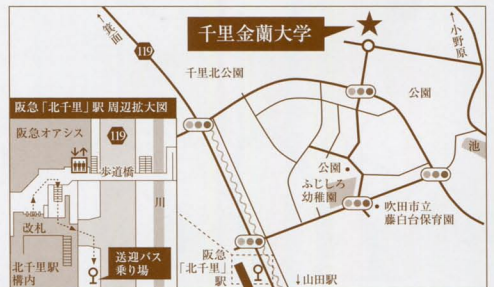 箕面
119
千里金蘭大学
小野原
千里北公園
公園
阪急「北千里」駅 周辺拡大図
阪急オアシス
119
歩道橋
川
池
公園
ふじしろ
幼稚園
吹田市立
藤白台保育園
改札
送迎バス
乗り場
北千里駅
構内
阪急
「北千里」
駅
↓山田駅